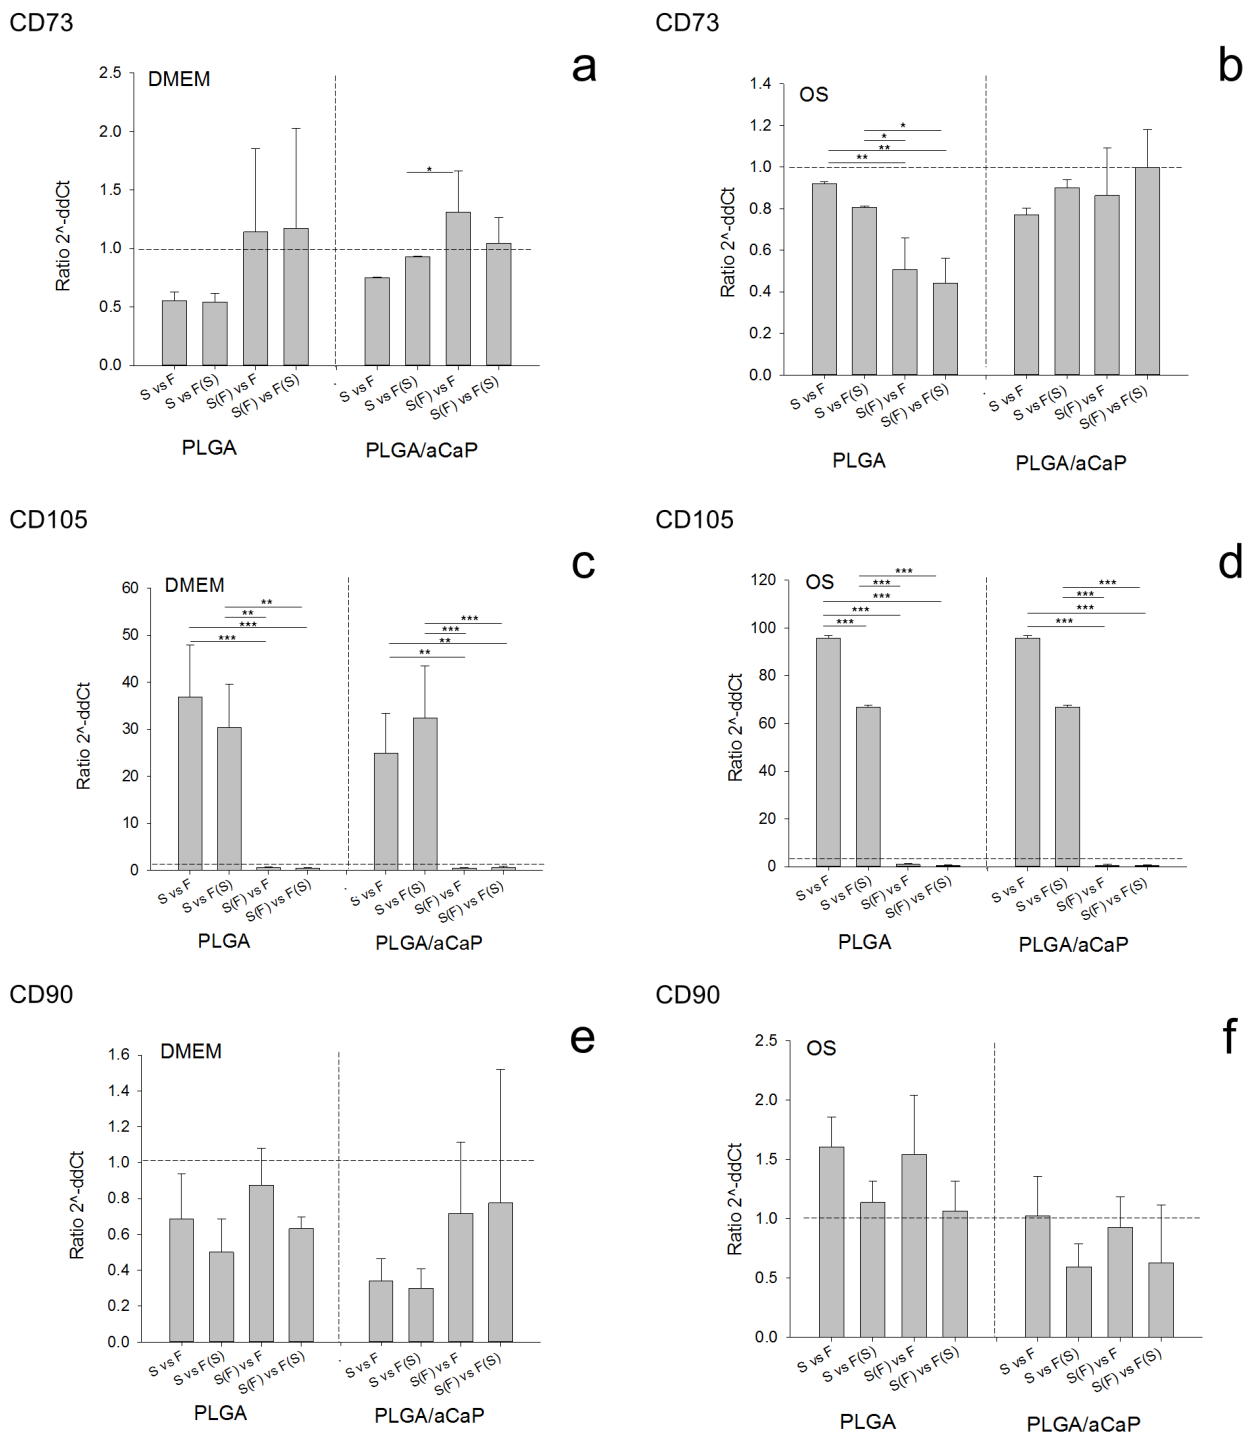 CD73
a
DMEM
Ratio 2^-ddCt
2.5
2.0
1.5
1.0
0.5
0.0
*
S vs F
S vs F(S)
S(F) vs F
S(F) vs F(S)
S vs F
S vs F(S)
S(F) vs F
S(F) vs F(S)
PLGA
PLGA/aCaP
CD73
b
OS
Ratio 2^-ddCt
1.4
1.2
1.0
0.8
0.6
0.4
0.2
0.0
*
*
**
**
S vs F
S vs F(S)
S(F) vs F
S(F) vs F(S)
S vs F
S vs F(S)
S(F) vs F
S(F) vs F(S)
PLGA
PLGA/aCaP
CD105
c
DMEM
Ratio 2^-ddCt
60
50
40
30
20
10
0
**
**
***
***
***
***
**
**
S vs F
S vs F(S)
S(F) vs F
S(F) vs F(S)
S vs F
S vs F(S)
S(F) vs F
S(F) vs F(S)
PLGA
PLGA/aCaP
CD105
d
OS
Ratio 2^-ddCt
120
100
80
60
40
20
0
***
***
***
***
***
***
***
***
***
S vs F
S vs F(S)
S(F) vs F
S(F) vs F(S)
S vs F
S vs F(S)
S(F) vs F
S(F) vs F(S)
PLGA
PLGA/aCaP
CD90
e
DMEM
Ratio 2^-ddCt
1.6
1.4
1.2
1.0
0.8
0.6
0.4
0.2
0.0
S vs F
S vs F(S)
S(F) vs F
S(F) vs F(S)
S vs F
S vs F(S)
S(F) vs F
S(F) vs F(S)
PLGA
PLGA/aCaP
CD90
f
OS
Ratio 2^-ddCt
2.5
2.0
1.5
1.0
0.5
0.0
S vs F
S vs F(S)
S(F) vs F
S(F) vs F(S)
S vs F
S vs F(S)
S(F) vs F
S(F) vs F(S)
PLGA
PLGA/aCaP